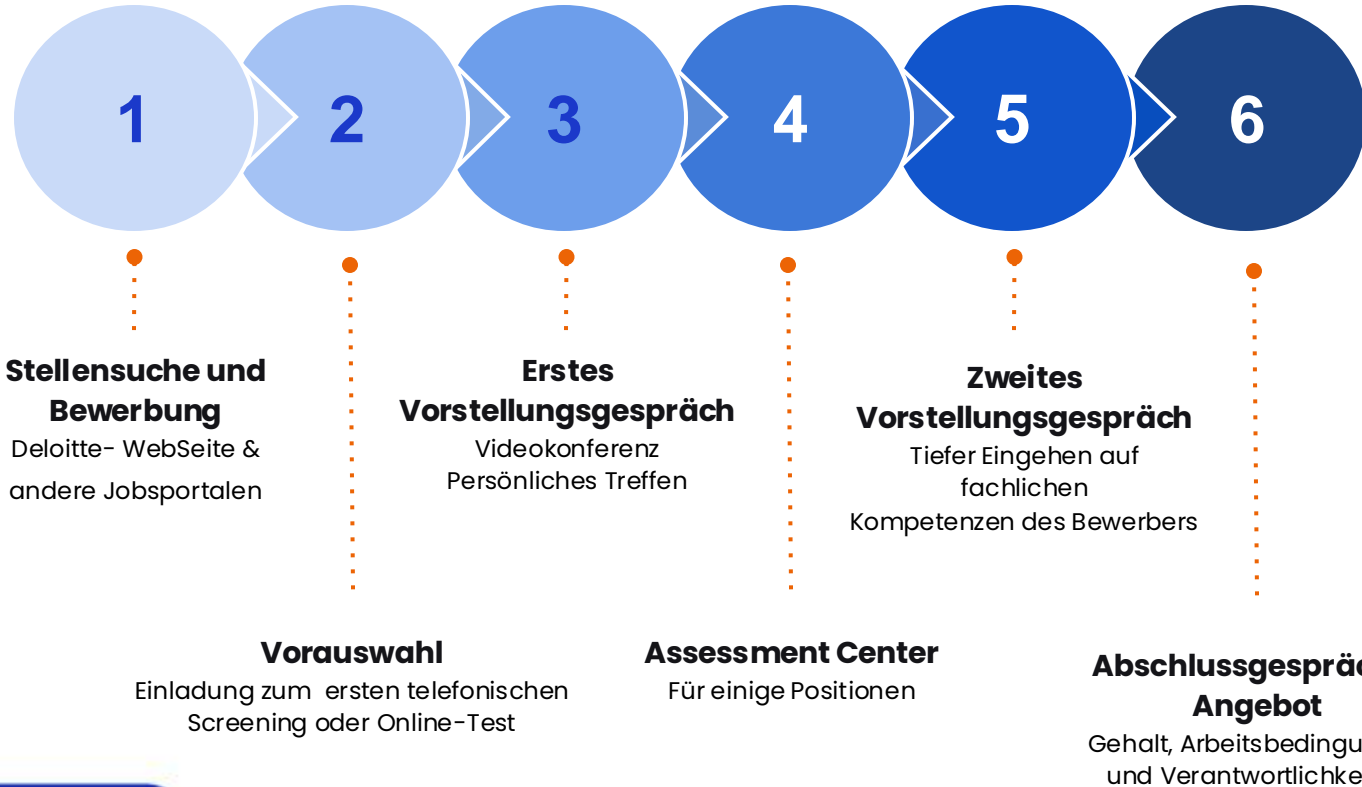 1
2
3
4
5
6
Stellensuche und
Bewerbung
Deloitte- WebSeite &
andere Jobsportalen
Erstes
Vorstellungsgespräch
Videokonferenz
Persönliches Treffen
Zweites
Vorstellungsgespräch
Tiefer Eingehen auf
fachlichen
Kompetenzen des Bewerbers
Vorauswahl
Einladung zum ersten telefonischen
Screening oder Online-Test
Assessment Center
Für einige Positionen
Angebot
Gehalt,
und